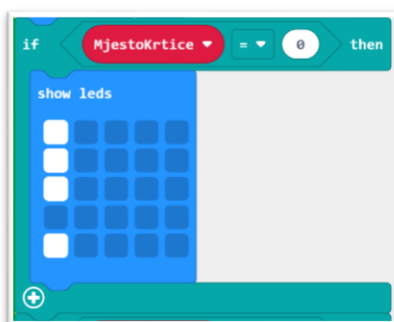 if MjestoKrtice = 0 then
show leds